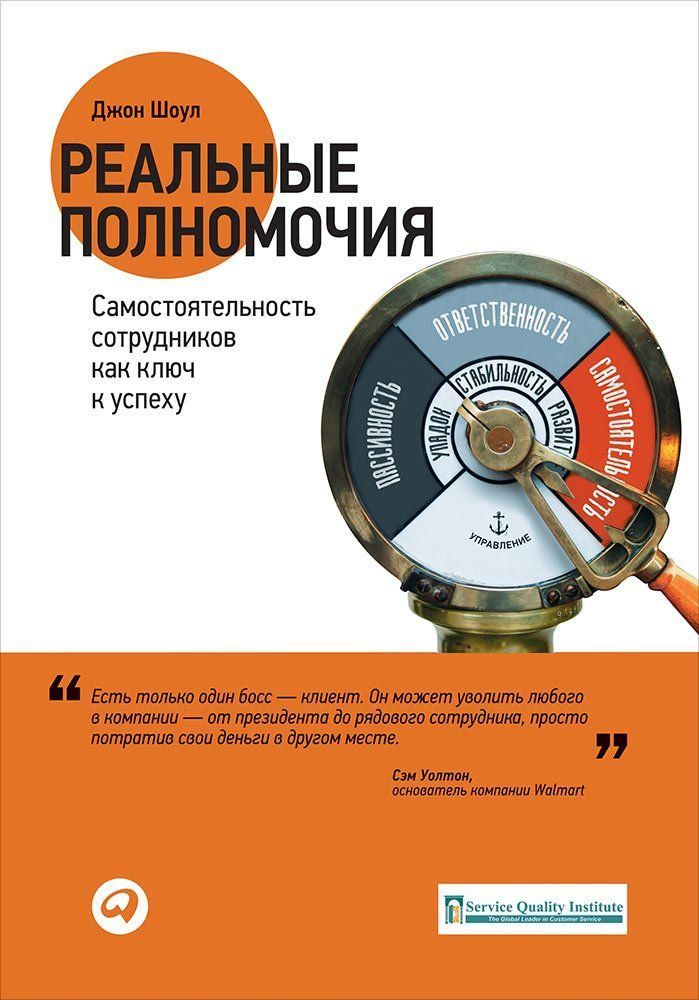 Джон Шоул
РЕАЛЬНЫЕ
ПОЛНОМОЧИЯ
Самостоятельность
сотрудников
как ключ
к успеху
ОТВЕТСТВЕННОСТЬ
ПАССИВНОСТЬ
САМОСТОЯТЕЛЬНОСТЬ
СТАБИЛЬНОСТЬ
УПАДОК
РАЗВИТ
УПРАВЛЕНИЕ
“ Есть только один босс — клиент. Он может уволить любого
в компании — от президента до рядового сотрудника, просто
потратив свои деньги в другом месте. ”
Сэм Уолтон,
основатель компании Walmart
Service Quality Institute
The Global Leader in Customer Service